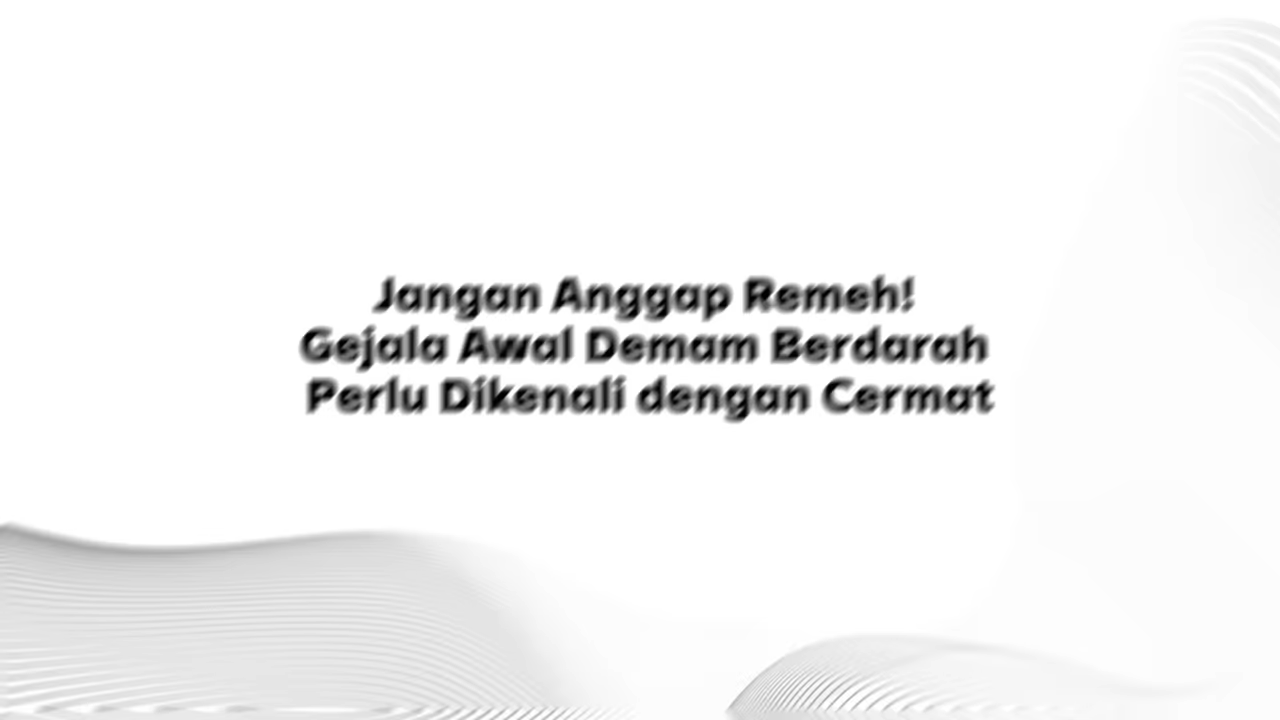 Jangan Anggap Remeh!
Gejala Awal Demam Berdarah
Perlu Dikenali dengan Cermat